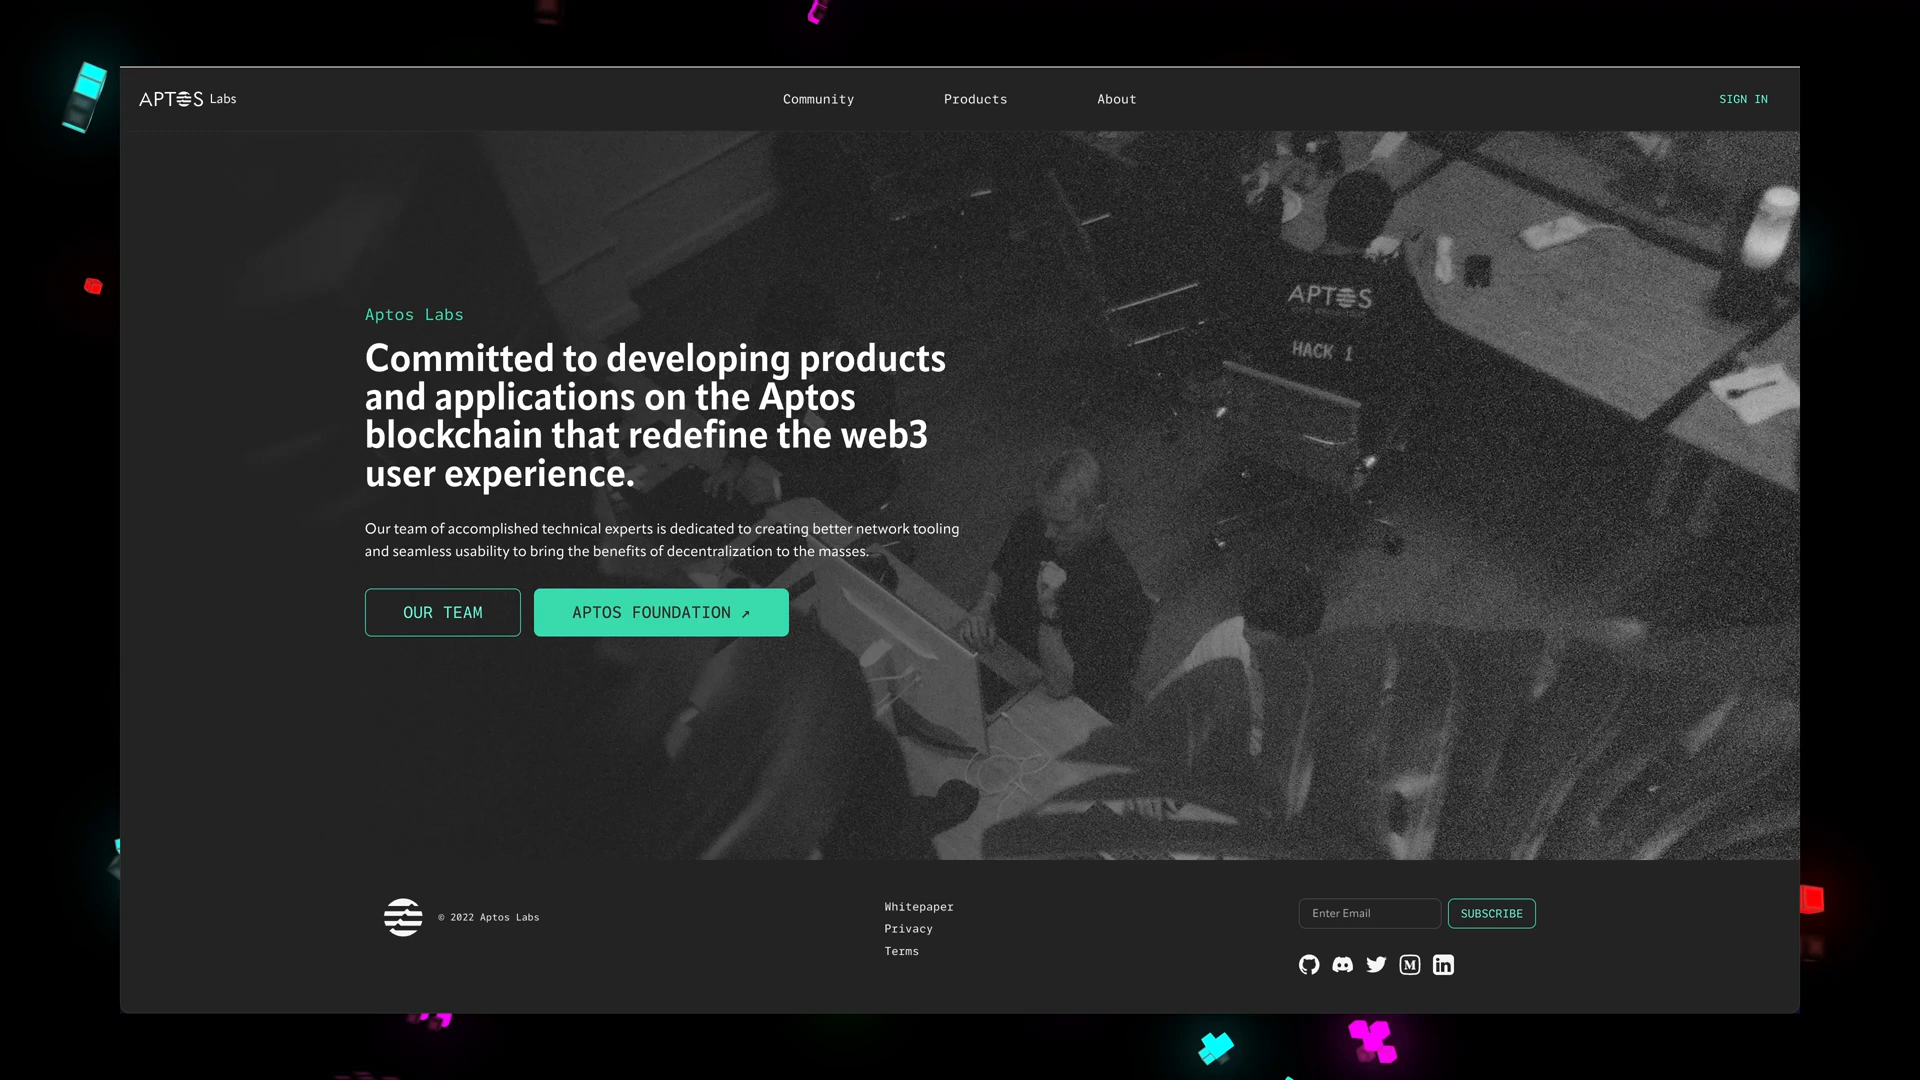 APTOS Labs
Community
Products
About
SIGN IN
APTOS
HACK 1
Aptos Labs
Committed to developing products
and applications on the Aptos
blockchain that redefine the web3
user experience.
Our team of accomplished technical experts is dedicated to creating better network tooling
and seamless usability to bring the benefits of decentralization to the masses.
OUR TEAM
APTOS FOUNDATION ↗
© 2022 Aptos Labs
Whitepaper
Privacy
Terms
Enter Email
SUBSCRIBE